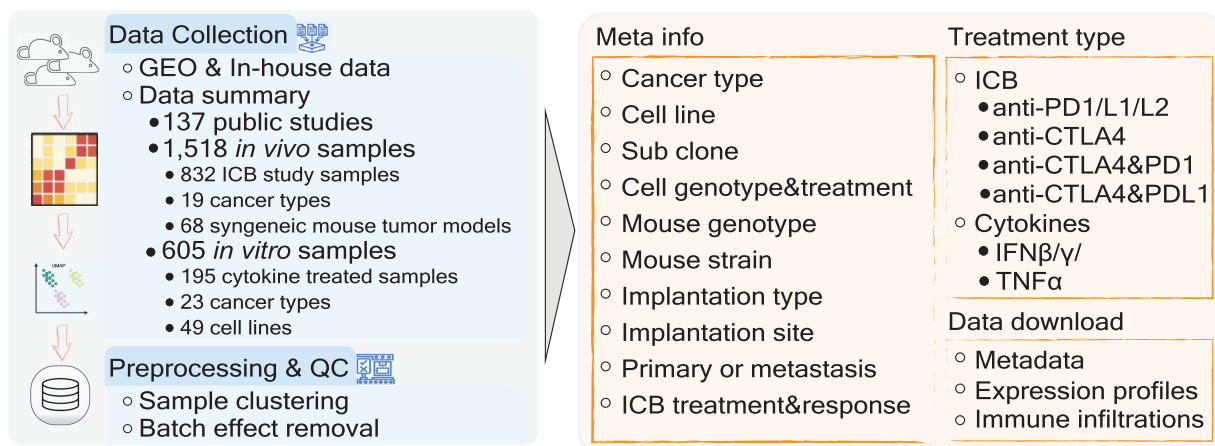 Data Collection
GEO & In-house data
Data summary
137 public studies
1,518 in vivo samples
832 ICB study samples
19 cancer types
68 syngeneic mouse tumor models
605 in vitro samples
195 cytokine treated samples
23 cancer types
49 cell lines
UMAP
Preprocessing & QC
Sample clustering
Batch effect removal
Meta info
Cancer type
Cell line
Sub clone
Cell genotype&treatment
Mouse genotype
Mouse strain
Implantation type
Implantation site
Primary or metastasis
ICB treatment&response
Treatment type
ICB
anti-PD1/L1/L2
anti-CTLA4
anti-CTLA4&PD1
anti-CTLA4&PDL1
Cytokines
IFNβ/γ/
TNFα
Data download
Metadata
Expression profiles
Immune infiltrations